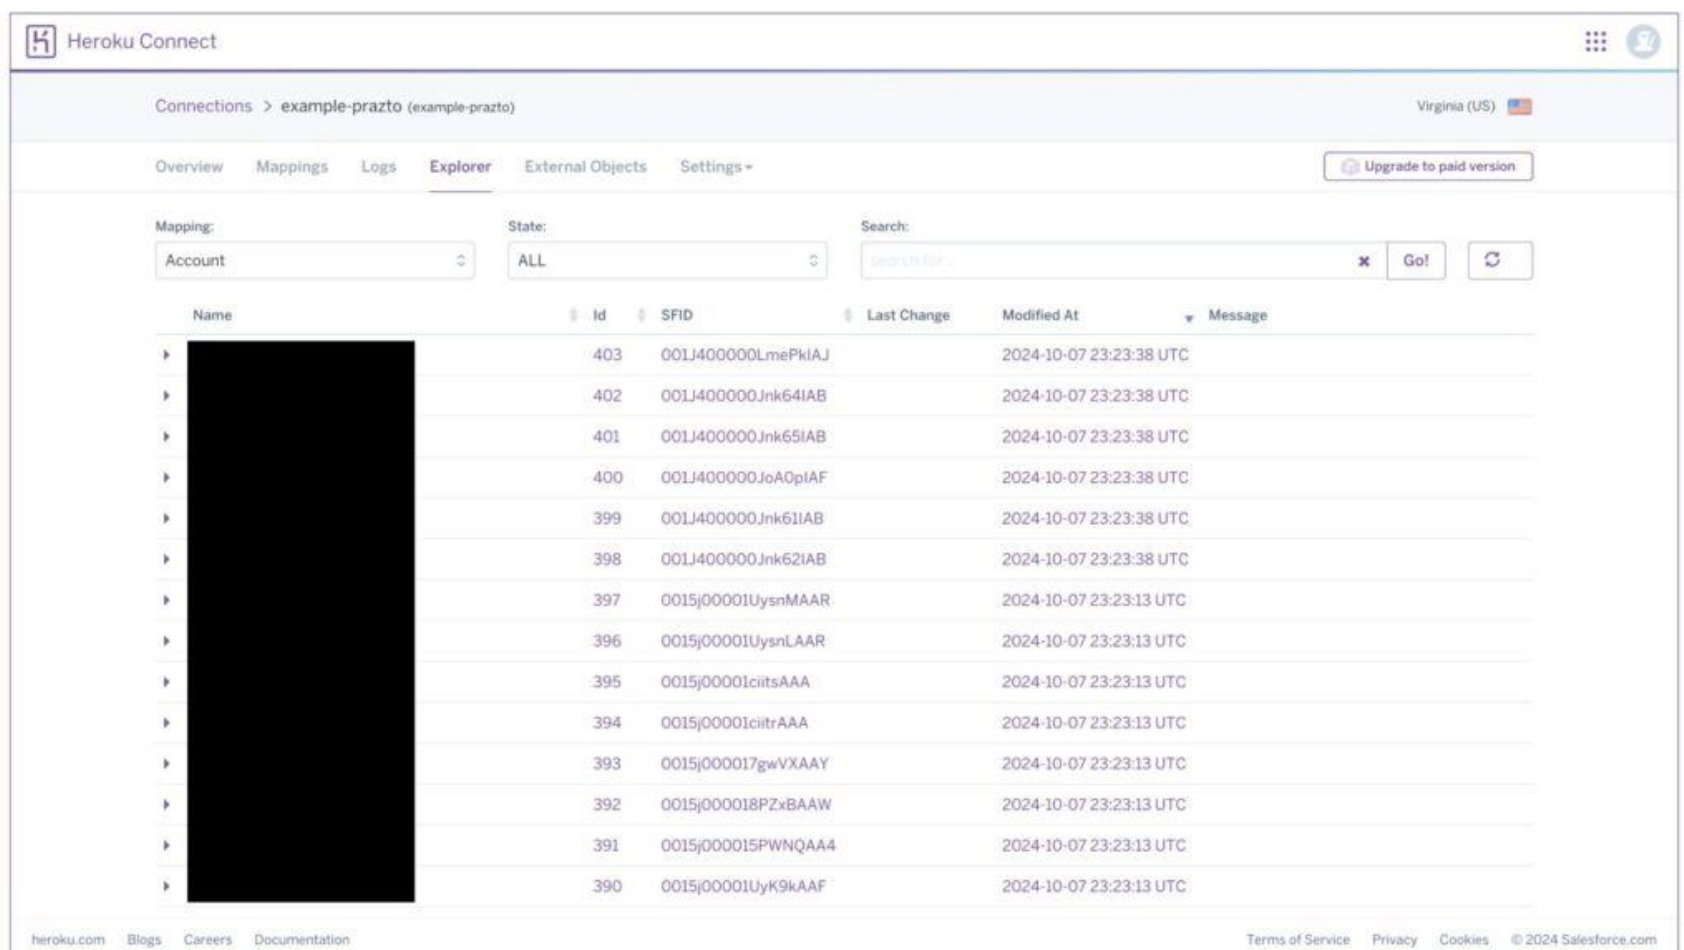 Heroku Connect
Connections > example-prazto (example-prazto) Virginia (US)
Overview Mappings Logs Explorer External Objects Settings Upgrade to paid version
Mapping: State: Search:
Account ALL search for... Go!
Name Id SFID Last Change Modified At Message
403 001J400000LmePkIAJ 2024-10-07 23:23:38 UTC
402 001J400000Jnk64IAB 2024-10-07 23:23:38 UTC
401 001J400000Jnk65IAB 2024-10-07 23:23:38 UTC
400 001J400000JoA0pIAF 2024-10-07 23:23:38 UTC
399 001J400000Jnk61IAB 2024-10-07 23:23:38 UTC
398 001J400000Jnk62IAB 2024-10-07 23:23:38 UTC
397 0015j00001UysnMAAR 2024-10-07 23:23:13 UTC
396 0015j00001UysnLAAR 2024-10-07 23:23:13 UTC
395 0015j00001ciitsAAA 2024-10-07 23:23:13 UTC
394 0015j00001ciitrAAA 2024-10-07 23:23:13 UTC
393 0015j000017gwVXAAY 2024-10-07 23:23:13 UTC
392 0015j000018PZxBAAW 2024-10-07 23:23:13 UTC
391 0015j000015PWNQAA4 2024-10-07 23:23:13 UTC
390 0015j00001UyK9kAAF 2024-10-07 23:23:13 UTC
heroku.com Blogs Careers Documentation Terms of Service Privacy Cookies © 2024 Salesforce.com